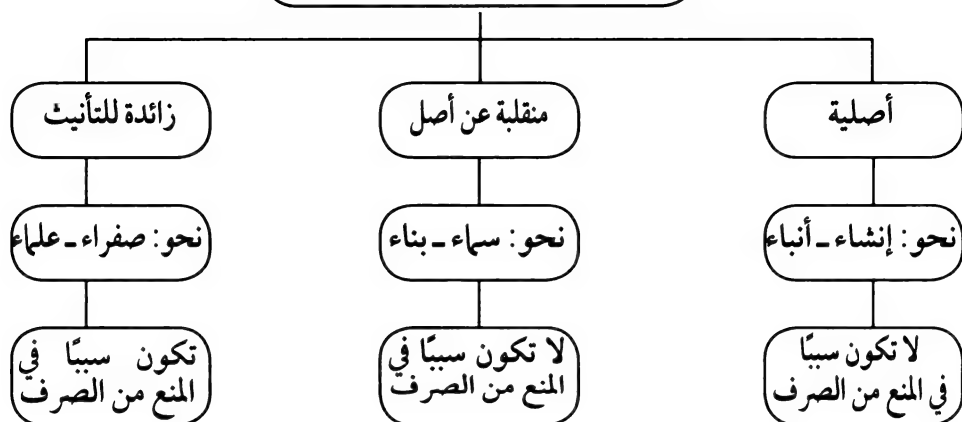 أصلية
منقلبة عن أصل
زائدة للتأنيث
نحو: إنشاء ـ أنباء
نحو: سماء ـ بناء
نحو: صفراء ـ علماء
لا تكون سببًا
في المنع من الصرف
لا تكون سببًا في
المنع من الصرف
تكون سببًا في
المنع من الصرف